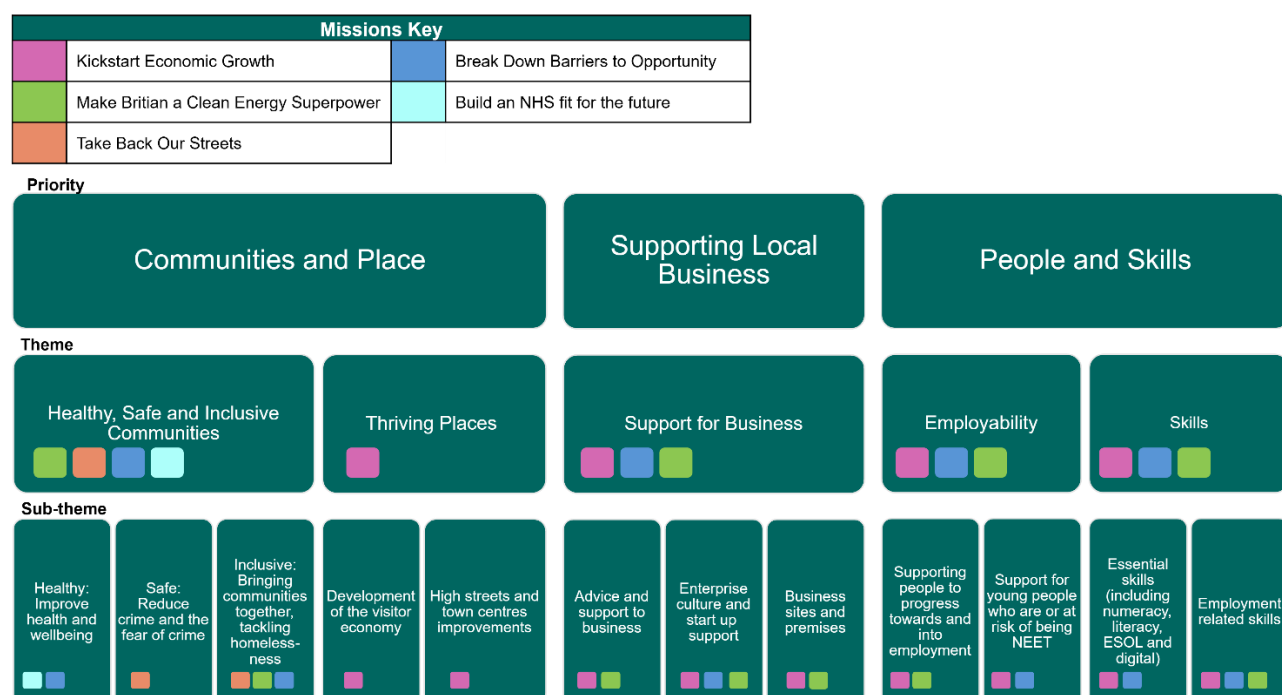 Missions Key
Kickstart Economic Growth
Break Down Barriers to Opportunity
Make Britian a Clean Energy Superpower
Build an NHS fit for the future
Take Back Our Streets
Priority
Communities and Place
Supporting Local
Business
People and Skills
Theme
Healthy, Safe and Inclusive
Communities
Thriving Places
Support for Business
Employability
Skills
Sub-theme
Healthy:
Improve
health and
wellbeing
Safe:
Reduce
crime and the
fear of crime
Inclusive:
Bringing
communities
together,
tackling
homeless-
ness
Development
of the visitor
economy
High streets and
town centres
improvements
Advice and
support to
business
Enterprise
culture and
start up
support
Business
sites and
premises
Supporting
people to
progress
towards and
into
employment
Support for
young people
who are or at
risk of being
NEET
Essential
skills
(including
numeracy,
literacy,
ESOL and
digital)
Employment
related skills